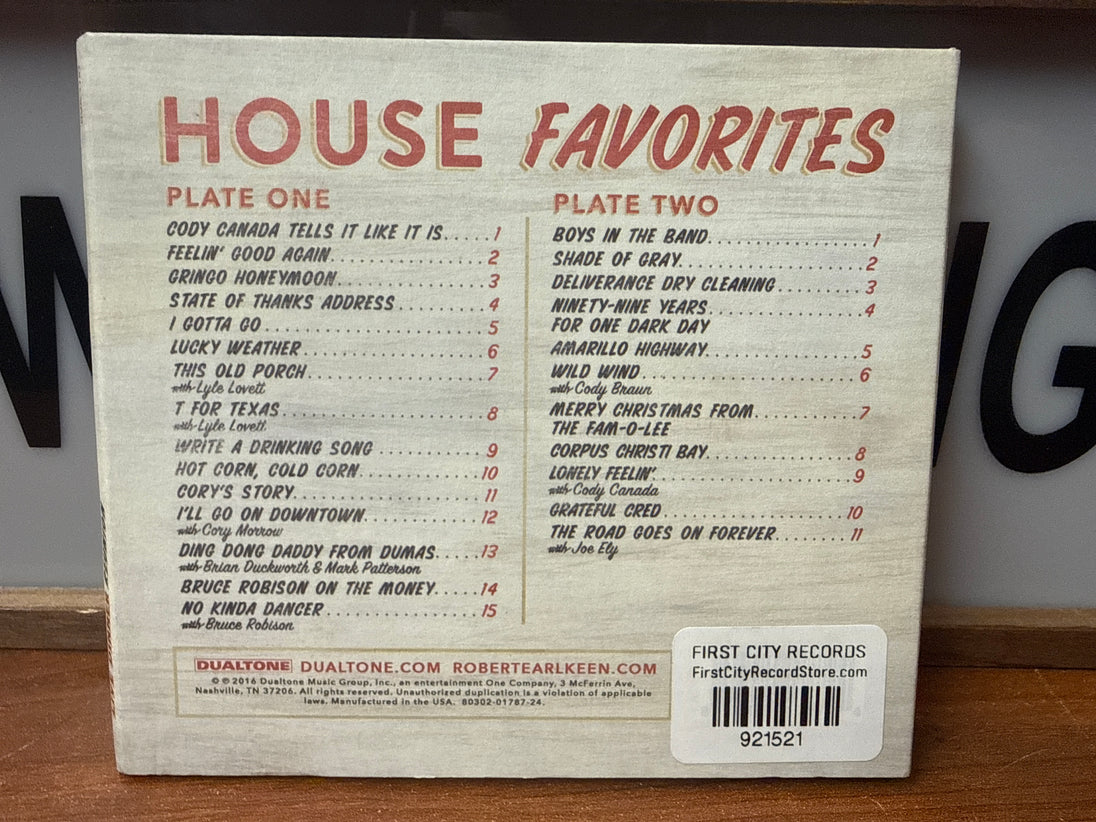 HOUSE FAVORITES
PLATE ONE
CODY CANADA TELLS IT LIKE IT IS.....1
FEELIN' GOOD AGAIN....................2
GRINGO HONEYMOON....................3
STATE OF THANKS ADDRESS............4
I GOTTA GO.............................5
LUCKY WEATHER........................6
THIS OLD PORCH.......................7
with Lyle Lovett
T FOR TEXAS..........................8
with Lyle Lovett
WRITE A DRINKING SONG..............9
HOT CORN, COLD CORN................10
CORY'S STORY.........................11
I'LL GO ON DOWNTOWN................12
with Cory Morrow
DING DONG DADDY FROM DUMAS.....13
with Brian Duckworth & Mark Patterson
BRUCE ROBISON ON THE MONEY.....14
NO KINDA DANCER....................15
with Bruce Robison
PLATE TWO
BOYS IN THE BAND.....................1
SHADE OF GRAY........................2
DELIVERANCE DRY CLEANING...........3
NINETY-NINE YEARS....................4
FOR ONE DARK DAY
AMARILLO HIGHWAY....................5
WILD WIND.............................6
with Cody Braun
MERRY CHRISTMAS FROM..............7
THE FAM-O-LEE
CORPUS CHRISTI BAY...................8
LONELY FEELIN'........................9
with Cody Canada
GRATEFUL CRED.......................10
THE ROAD GOES ON FOREVER........11
with Joe Ely
DUALTONE DUALTONE.COM ROBERTEARLKEEN.COM
℗ © 2016 Dualtone Music Group, Inc., an entertainment One Company, 3 McFerrin Ave,
Nashville, TN 37206. All rights reserved. Unauthorized duplication is a violation of applicable
laws. Manufactured in the USA. 80302-01787-24.
FIRST CITY RECORDS
FirstCityRecordStore.com
921521